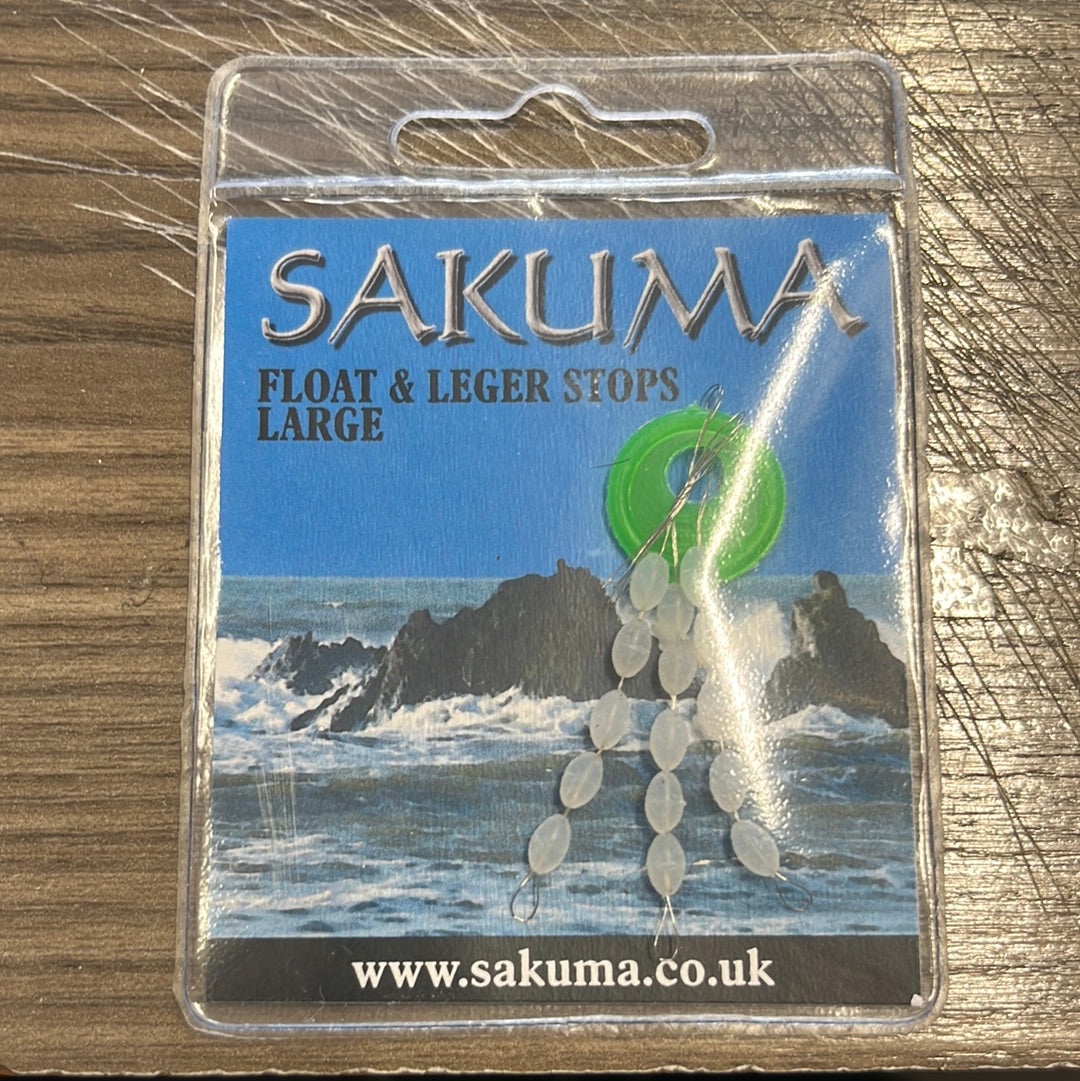 SAKUMA
FLOAT & LEGER STOPS
LARGE
www.sakuma.co.uk